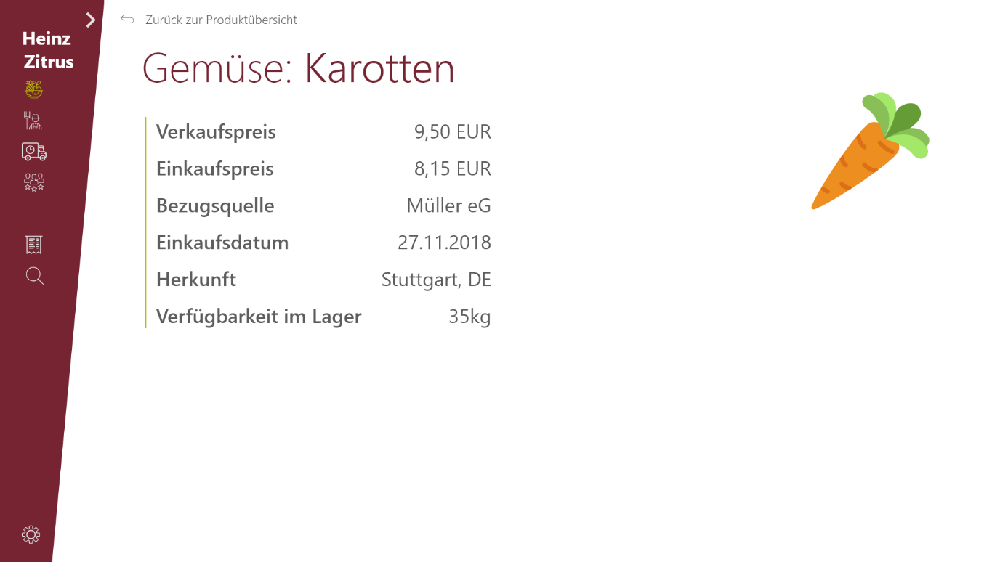 Heinz
Zitrus
Zurück zur Produktübersicht
Gemüse: Karotten
Verkaufspreis 9,50 EUR
Einkaufspreis 8,15 EUR
Bezugsquelle Müller eG
Einkaufsdatum 27.11.2018
Herkunft Stuttgart, DE
Verfügbarkeit im Lager 35kg